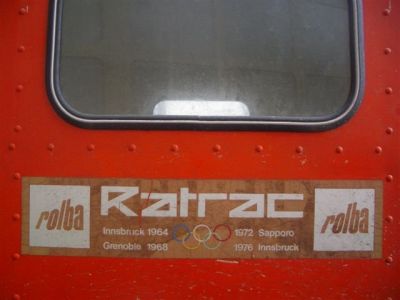 rolba
Ratrac
rolba
Innsbruck 1964
1972 Sapporo
Grenoble 1968
1976 Innsbruck